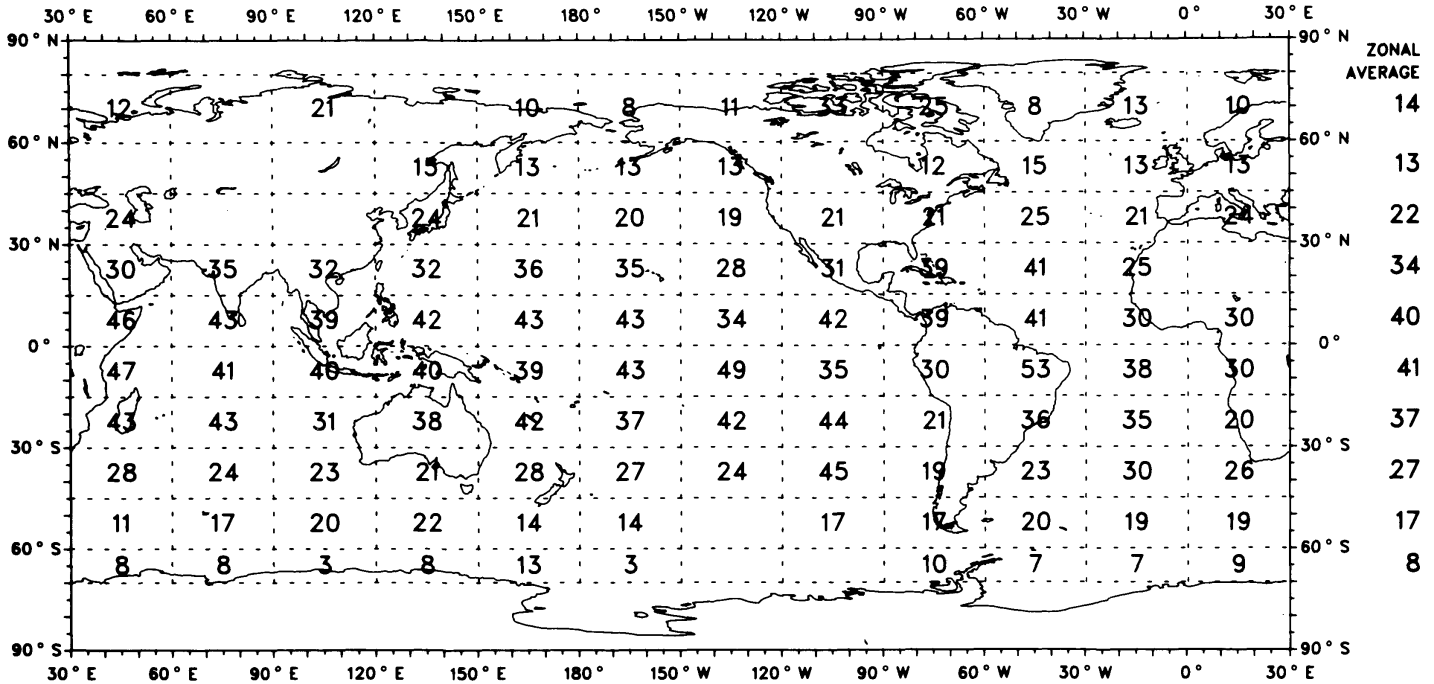 30° E 60° E 90° E 120° E 150° E 180° 150° W 120° W 90° W 60° W 30° W 0° 30° E
90° N 90° N
ZONAL
AVERAGE
12 21 10 8 11 33 25 8 13 10 14
60° N 60° N
15 13 13 13 12 15 13 13 13
24 24 21 20 19 21 21 25 21 24 22
30° N 30° N
30 35 32 32 36 35 28 31 39 41 25 34
46 43 39 42 43 43 34 42 39 41 30 30 40
0° 0°
47 41 40 40 39 43 49 35 30 53 38 30 41
43 43 31 38 42 37 42 44 21 36 35 20 37
30° S 30° S
28 24 23 21 28 27 24 45 19 23 30 26 27
11 17 20 22 14 14 17 17 20 19 19 17
60° S 60° S
8 8 3 8 13 3 10 7 7 9 8
90° S 90° S
30° E 60° E 90° E 120° E 150° E 180° 150° W 120° W 90° W 60° W 30° W 0° 30° E